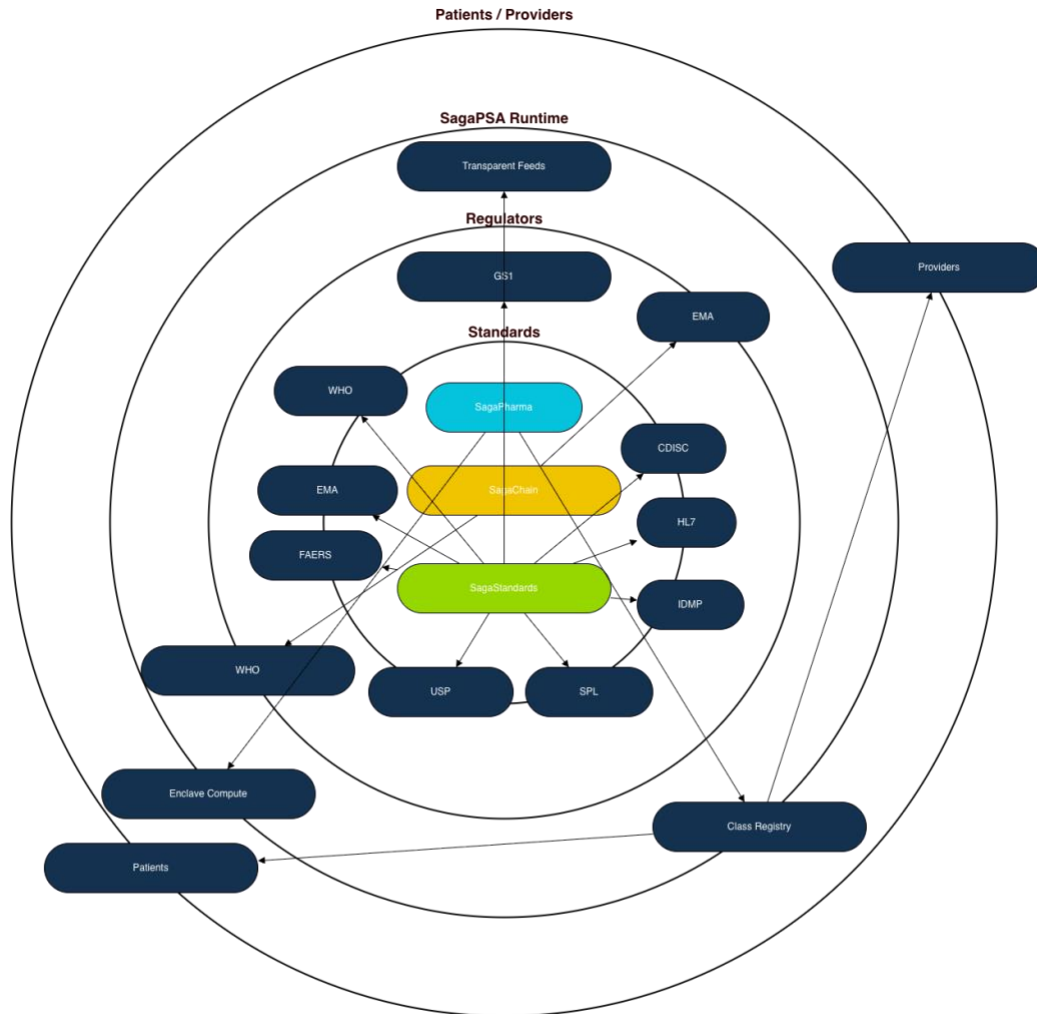 Patients / Providers
SagaPSA Runtime
Transparent Feeds
Regulators
Providers
GS1
EMA
Standards
WHO
SagaPharma
CDISC
EMA
SagaChain
HL7
FAERS
SagaStandards
IDMP
WHO
USP
SPL
Enclave Compute
Class Registry
Patients